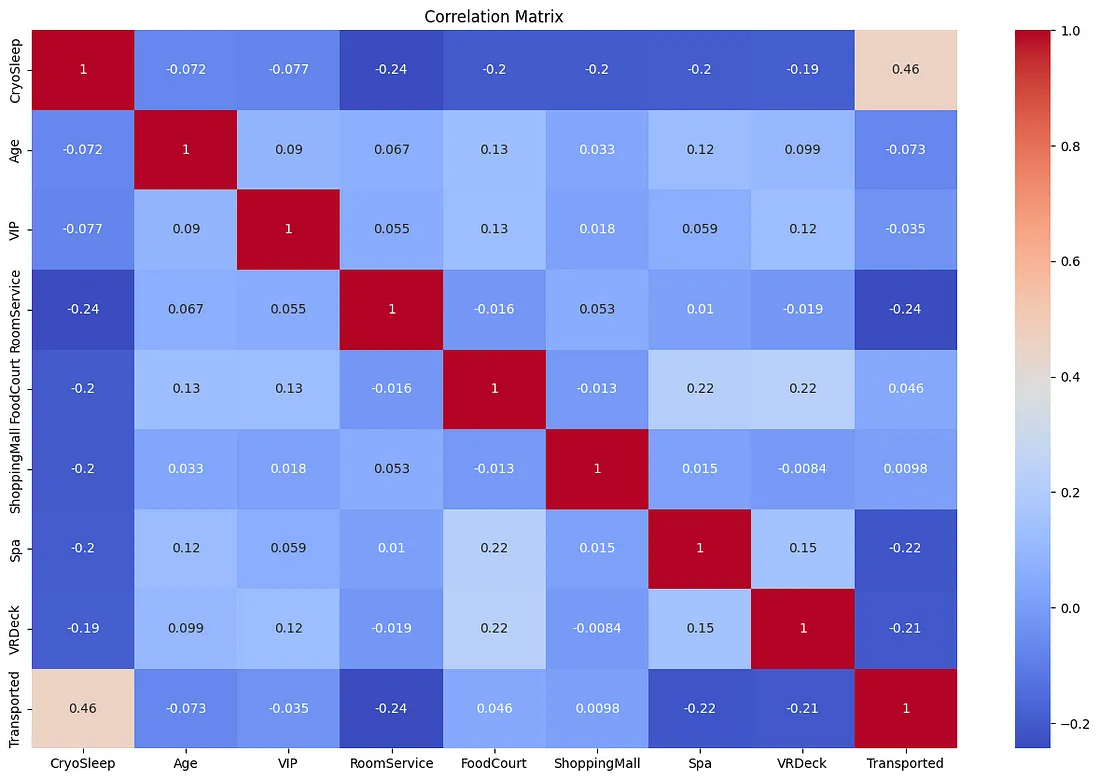 Correlation Matrix
CryoSleep 1 -0.072 -0.077 -0.24 -0.2 -0.2 -0.2 -0.19 0.46
Age -0.072 1 0.09 0.067 0.13 0.033 0.12 0.099 -0.073
VIP -0.077 0.09 1 0.055 0.13 0.018 0.059 0.12 -0.035
RoomService -0.24 0.067 0.055 1 -0.016 0.053 0.01 -0.019 -0.24
FoodCourt -0.2 0.13 0.13 -0.016 1 -0.013 0.22 0.22 0.046
ShoppingMall -0.2 0.033 0.018 0.053 -0.013 1 0.015 -0.0084 0.0098
Spa -0.2 0.12 0.059 0.01 0.22 0.015 1 0.15 -0.22
VRDeck -0.19 0.099 0.12 -0.019 0.22 -0.0084 0.15 1 -0.21
Transported 0.46 -0.073 -0.035 -0.24 0.046 0.0098 -0.22 -0.21 1
CryoSleep Age VIP RoomService FoodCourt ShoppingMall Spa VRDeck Transported
1.0
0.8
0.6
0.4
0.2
0.0
−0.2